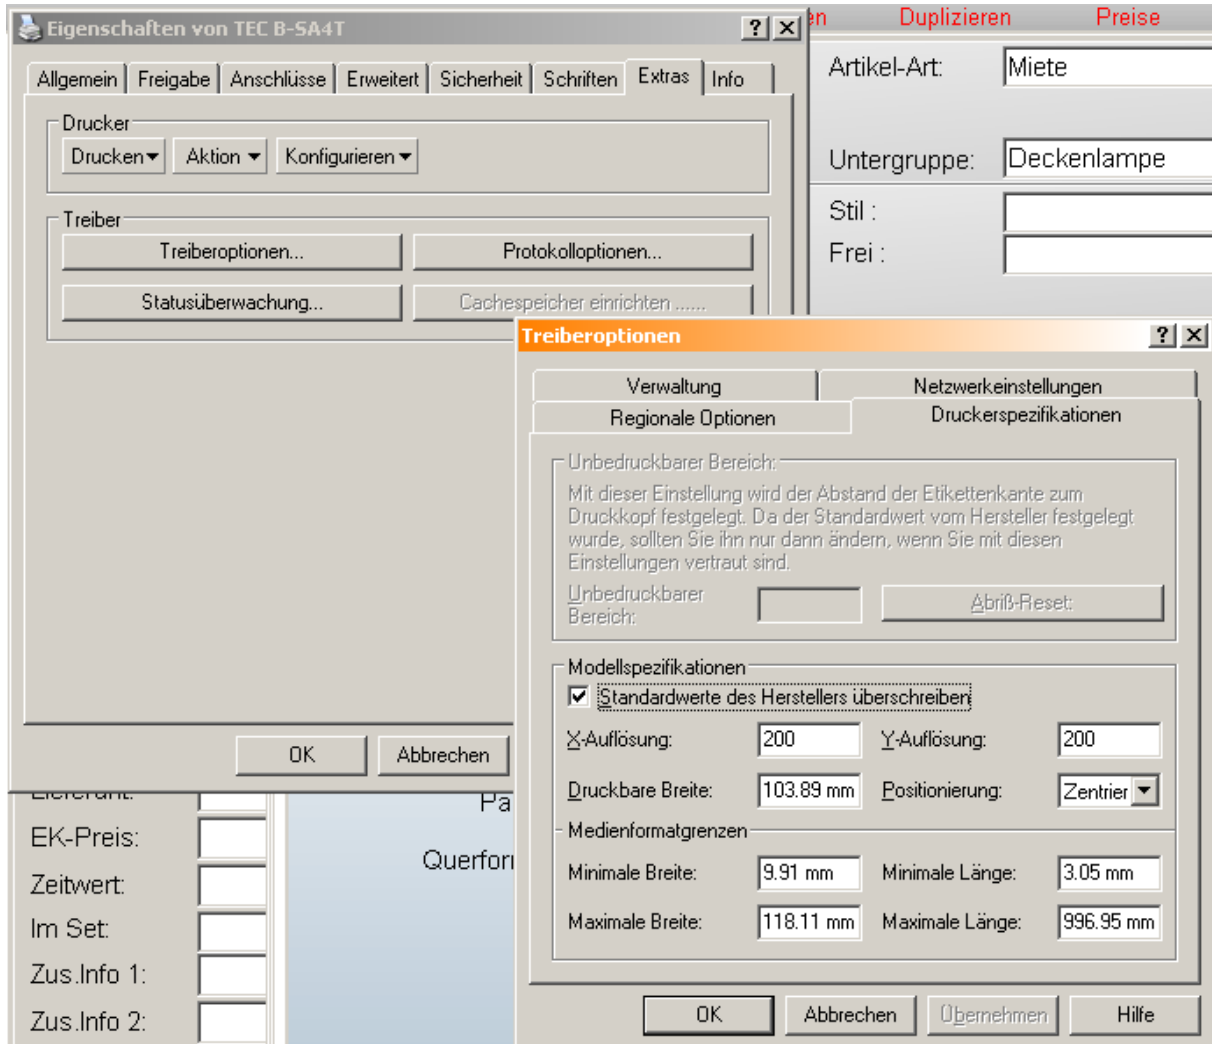 Eigenschaften von TEC B-SA4T
Duplizieren Preise
Allgemein Freigabe Anschlüsse Erweitert Sicherheit Schriften Extras Info
Artikel-Art: Miete
Drucker
Drucken Aktion Konfigurieren
Untergruppe: Deckenlampe
Stil :
Treiber
Treiberoptionen... Protokolloptionen...
Frei :
Statusüberwachung... Cachespeicher einrichten ......
Treiberoptionen
Verwaltung Netzwerkeinstellungen
Regionale Optionen Druckerspezifikationen
Unbedruckbarer Bereich:
Mit dieser Einstellung wird der Abstand der Etikettenkante zum
Druckkopf festgelegt. Da der Standardwert vom Hersteller festgelegt
wurde, sollten Sie ihn nur dann ändern, wenn Sie mit diesen
Einstellungen vertraut sind.
Unbedruckbarer
Bereich:
Abriß-Reset:
Modellspezifikationen
Standardwerte des Herstellers überschreiben
X-Auflösung: 200 Y-Auflösung: 200
Druckbare Breite: 103.89 mm Positionierung: Zentrier
Medienformatgrenzen
Minimale Breite: 9.91 mm Minimale Länge: 3.05 mm
Maximale Breite: 118.11 mm Maximale Länge: 996.95 mm
OK Abbrechen Übernehmen Hilfe
OK Abbrechen
Lieferant:
EK-Preis:
Zeitwert:
Im Set:
Zus.Info 1:
Zus.Info 2: